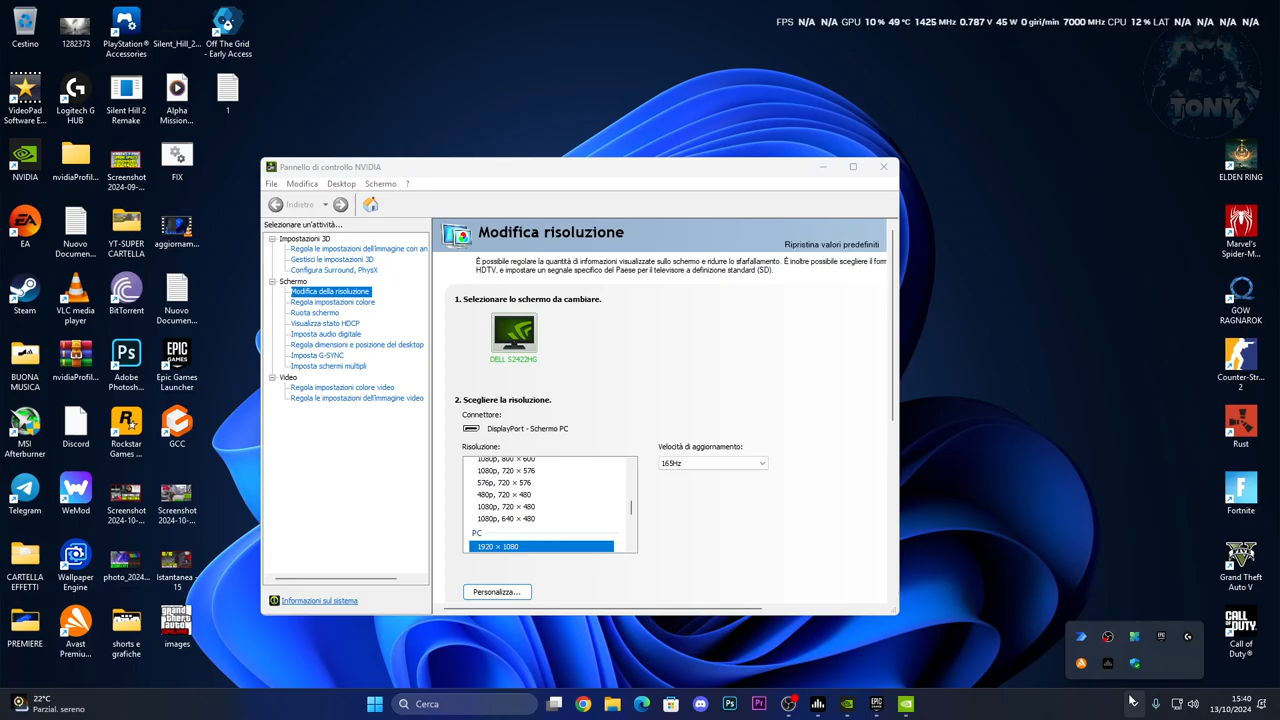 FPS N/A N/A GPU 10 % 49 °C 1425 MHz 0.787 V 45 W 0 giri/min 7000 MHz CPU 12 % LAT N/A N/A N/A N/A
TONY
Cestino
1282373
PlayStation®
Accessories
Silent_Hill_2...
Off The Grid
- Early Access
VideoPad
Software E...
Logitech G
HUB
Silent Hill 2
Remake
Alpha
Mission...
1
NVIDIA
nvidiaProfil...
Screenshot
2024-09-...
FIX
EA
Nuovo
Docum...
YT-SUPER
CARTELLA
aggiornam...
Steam
VLC media
player
BitTorrent
Nuovo
Documen...
BUONA
MUSICA
nvidiaProfil...
Adobe
Photosh...
Epic Games
Launcher
MSI
Afterburner
Discord
Rockstar
Games ...
GCC
Telegram
WeMod
Screenshot
2024-10-...
Screenshot
2024-10-...
CARTELLA
EFFETTI
Wallpaper
Engine
photo_2024...
Istantanea -
15
PREMIERE
Avast
Premiu...
shorts e
grafiche
images
Pannello di controllo NVIDIA
File Modifica Desktop Schermo ?
Indietro
Selezionare un'attività...
Impostazioni 3D
Regola le impostazioni dell'immagine con an
Gestisci le impostazioni 3D
Configura Surround, PhysX
Schermo
Modifica della risoluzione
Regola impostazioni colore
Ruota schermo
Visualizza stato HDCP
Imposta audio digitale
Regola dimensioni e posizione del desktop
Imposta G-SYNC
Imposta schermi multipli
Video
Regola impostazioni colore video
Regola le impostazioni dell'immagine video
Informazioni sul sistema
Modifica risoluzione
Ripristina valori predefiniti
È possibile regolare la quantità di informazioni visualizzate sullo schermo e ridurre lo sfarfallamento. È inoltre possibile scegliere il form
HDTV, e impostare un segnale specifico del Paese per il televisore a definizione standard (SD).
1. Selezionare lo schermo da cambiare.
DELL S2422HG
2. Scegliere la risoluzione.
Connettore:
DisplayPort - Schermo PC
Risoluzione:
Velocità di aggiornamento:
165Hz
1080p, 800 × 600
1080p, 720 × 576
576p, 720 × 576
480p, 720 × 480
1080p, 720 × 480
1080p, 640 × 480
PC
1920 × 1080
Personalizza...
ELDEN RING
Marvel's
Spider-M...
GOW
RAGNAROK
Counter-Str...
2
Rust
Fortnite
Grand Theft
Auto V
Call of
Duty®
22°C
Parzial. sereno
Cerca
15:40
13/10/2024